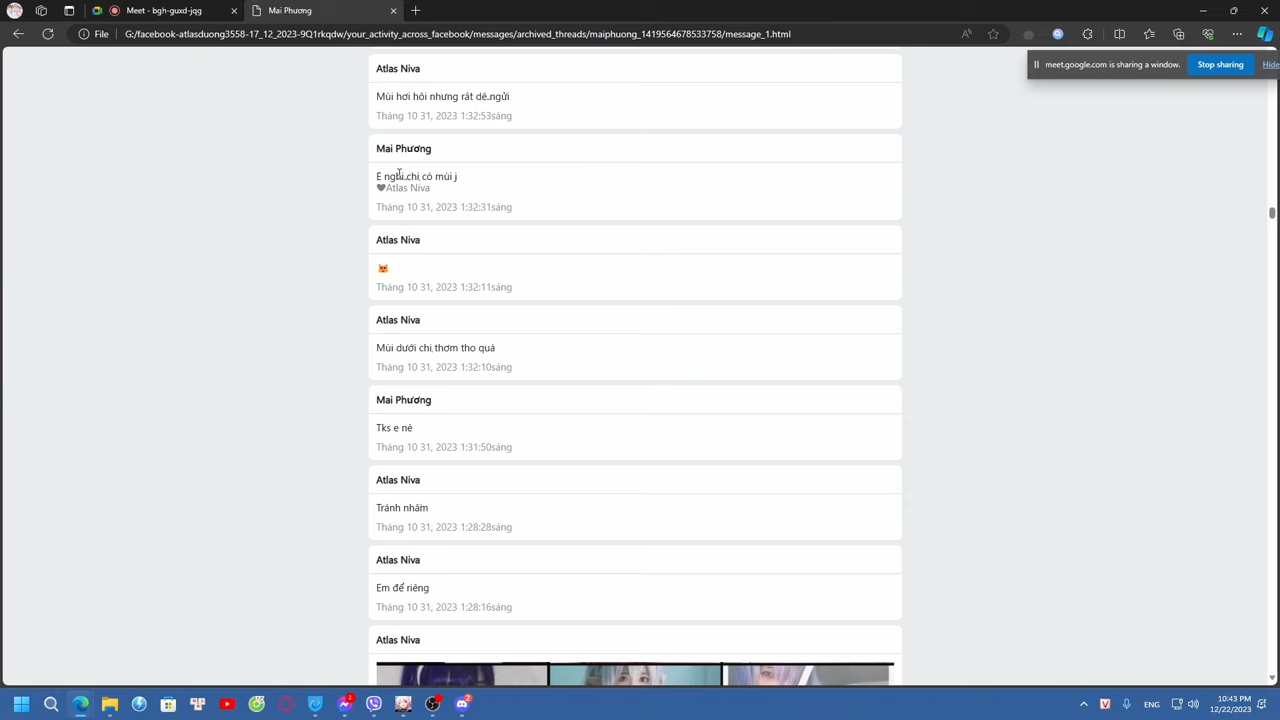 Meet - bgh-guxd-jqg
Mai Phương
File
G:/facebook-atlasduong3558-17_12_2023-9Q1rkqdw/your_activity_across_facebook/messages/archived_threads/maiphuong_1419564678533758/message_1.html
meet.google.com is sharing a window.
Stop sharing
Hide
Atlas Niva
Mùi hơi hôi nhưng rất dễ ngửi
Tháng 10 31, 2023 1:32:53sáng
Mai Phương
E nghĩ chị có mùi j
Atlas Niva
Tháng 10 31, 2023 1:32:31sáng
Atlas Niva
Tháng 10 31, 2023 1:32:11sáng
Atlas Niva
Mùi dưới chị thơm tho quá
Tháng 10 31, 2023 1:32:10sáng
Mai Phương
Tks e nè
Tháng 10 31, 2023 1:31:50sáng
Atlas Niva
Tránh nhầm
Tháng 10 31, 2023 1:28:28sáng
Atlas Niva
Em để riêng
Tháng 10 31, 2023 1:28:16sáng
Atlas Niva
2
2
V
ENG
10:43 PM
12/22/2023